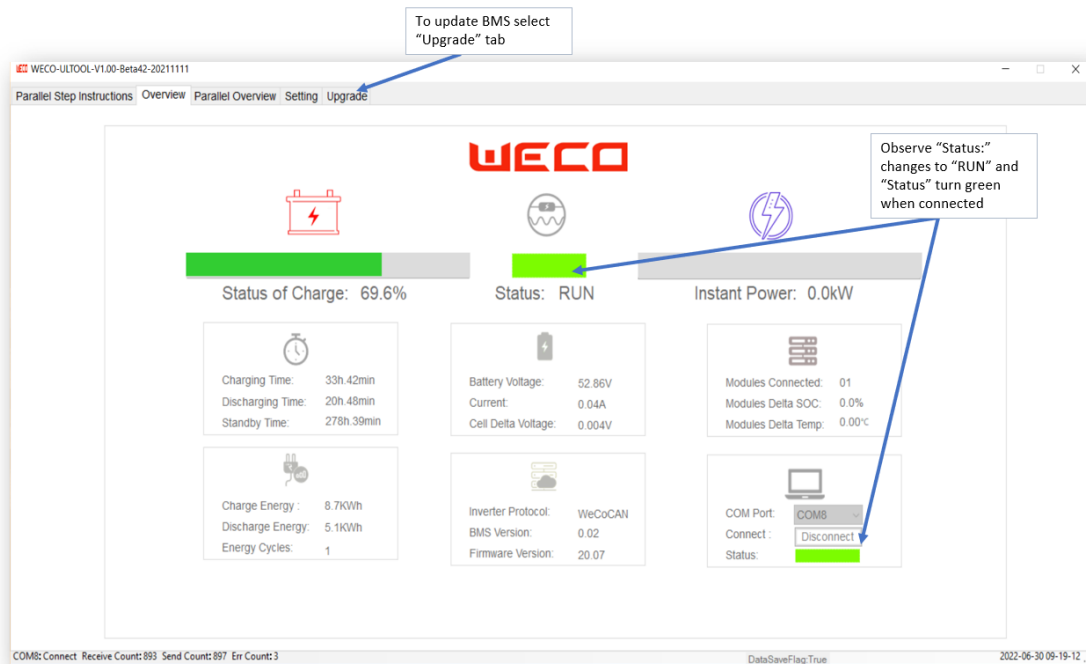 To update BMS select
“Upgrade” tab
WECO-ULTOOL-V1.00-Beta42-20211111
Parallel Step Instructions Overview Parallel Overview Setting Upgrade
WECO
Observe “Status:”
changes to “RUN” and
“Status” turn green
when connected
Status of Charge: 69.6%
Status: RUN
Instant Power: 0.0kW
Charging Time: 33h.42min
Discharging Time: 20h.48min
Standby Time: 278h.39min
Battery Voltage: 52.86V
Current: 0.04A
Cell Delta Voltage: 0.004V
Modules Connected: 01
Modules Delta SOC: 0.0%
Modules Delta Temp: 0.00℃
Charge Energy : 8.7KWh
Discharge Energy: 5.1KWh
Energy Cycles: 1
Inverter Protocol: WeCoCAN
BMS Version: 0.02
Firmware Version: 20.07
COM Port: COM8
Connect : Disconnect
Status:
COM8: Connect Receive Count: 893 Send Count: 897 Err Count: 3
DataSaveFlag:True
2022-06-30 09-19-12